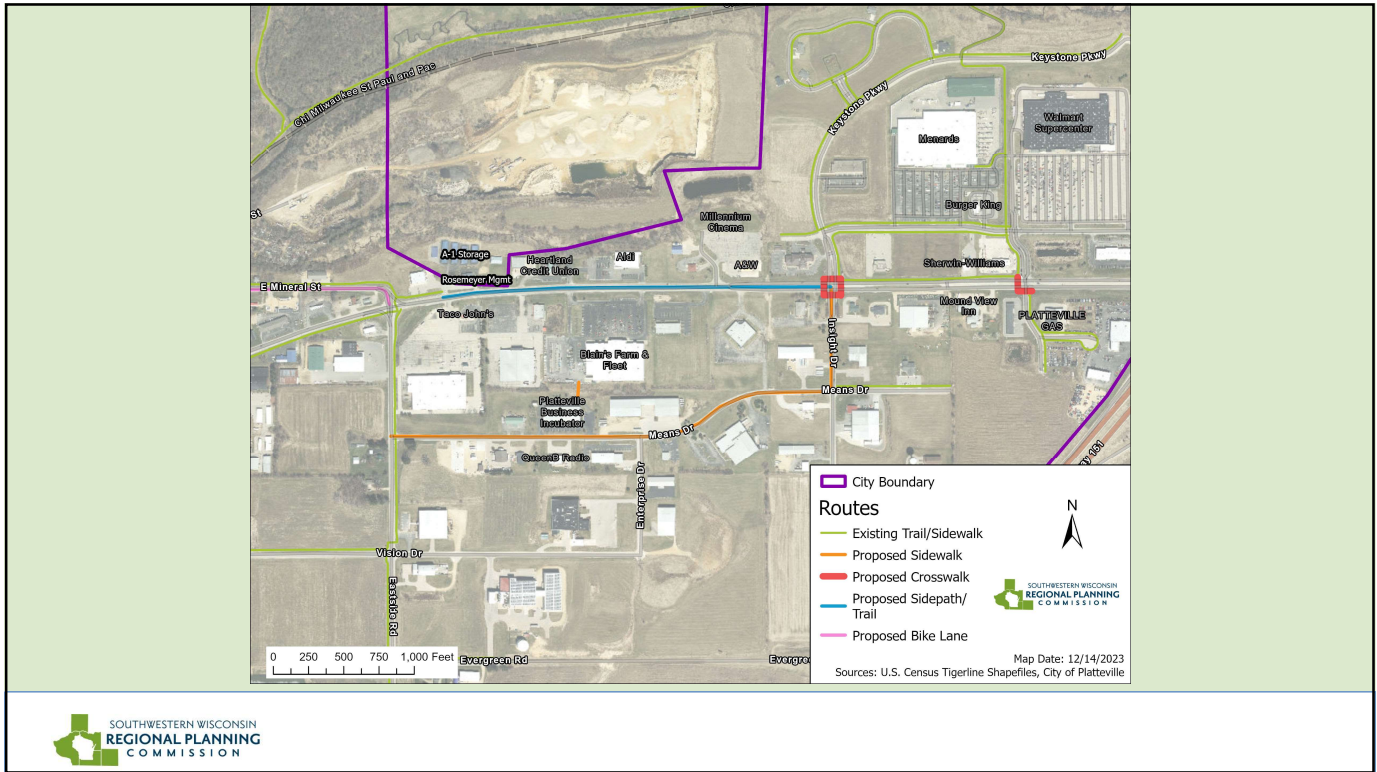 Chi Milwaukee St Paul and Pac
Keystone Pkwy
Keystone Pkwy
Walmart
Supercenter
Menards
Burger King
St
Millennium
Cinema
A-1 Storage
Heartland
Credit Union
Aldi
A&W
Sherwin-Williams
Rosemeyer Mgmt
E Mineral St
Taco John's
Mound View
Inn
PLATTEVILLE
GAS
Insight Dr
Blain's Farm &
Fleet
Means Dr
Platteville
Business
Incubator
Means Dr
QueenB Radio
Enterprise Dr
Vision Dr
Eastside Rd
Evergreen Rd
0 250 500 750 1,000 Feet
City Boundary
Routes
N
Existing Trail/Sidewalk
Proposed Sidewalk
Proposed Crosswalk
Proposed Sidepath/
Trail
Proposed Bike Lane
SOUTHWESTERN WISCONSIN
REGIONAL PLANNING
COMMISSION
Map Date: 12/14/2023
Sources: U.S. Census Tigerline Shapefiles, City of Platteville
SOUTHWESTERN WISCONSIN
REGIONAL PLANNING
COMMISSION